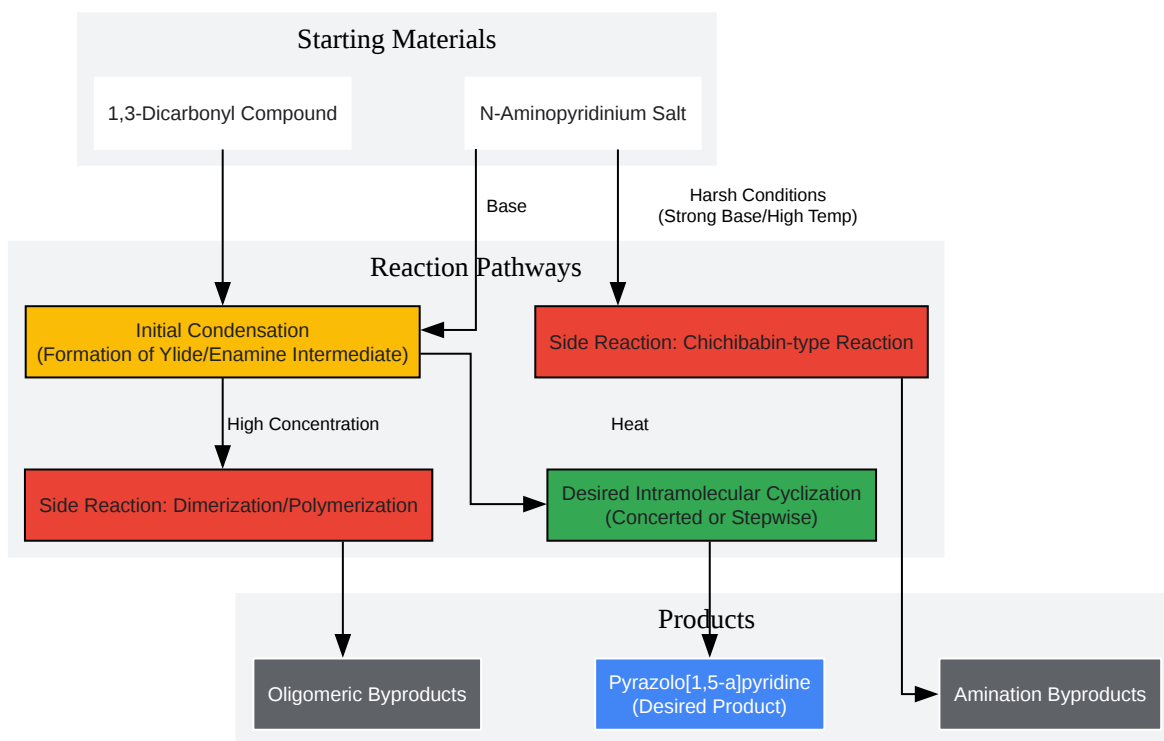 Starting Materials
1,3-Dicarbonyl Compound
N-Aminopyridinium Salt
Base
Harsh Conditions
(Strong Base/High Temp)
Reaction Pathways
Initial Condensation
(Formation of Ylide/Enamine Intermediate)
Side Reaction: Chichibabin-type Reaction
High Concentration
Heat
Side Reaction: Dimerization/Polymerization
Desired Intramolecular Cyclization
(Concerted or Stepwise)
Products
Oligomeric Byproducts
Pyrazolo[1,5-a]pyridine
(Desired Product)
Amination Byproducts